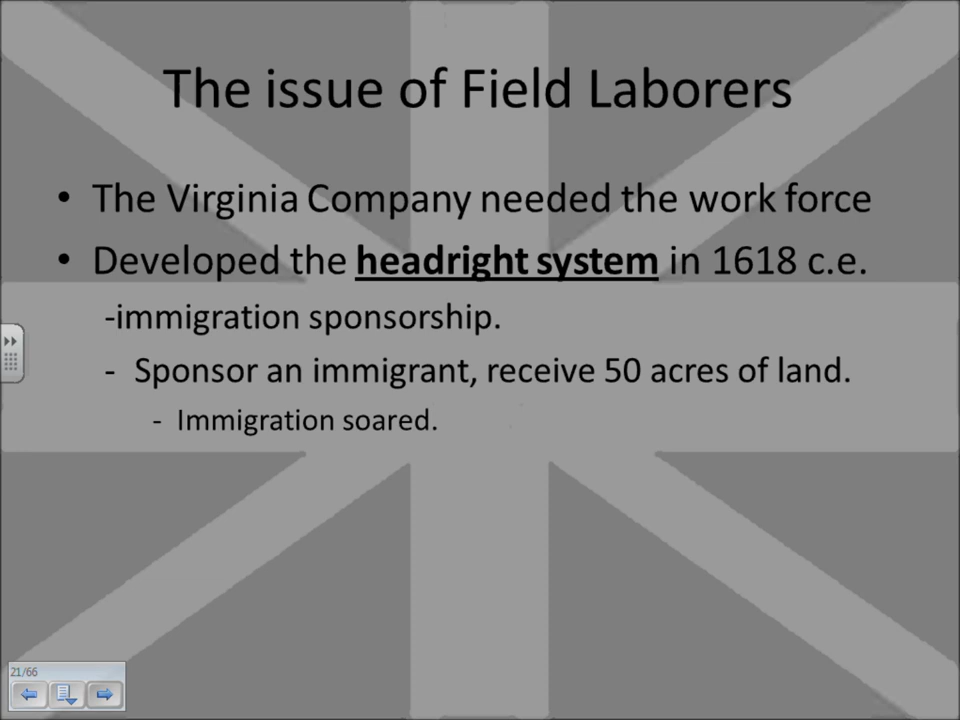 The issue of Field Laborers
• The Virginia Company needed the work force
• Developed the headright system in 1618 c.e.
-immigration sponsorship.
- Sponsor an immigrant, receive 50 acres of land.
- Immigration soared.
21/66